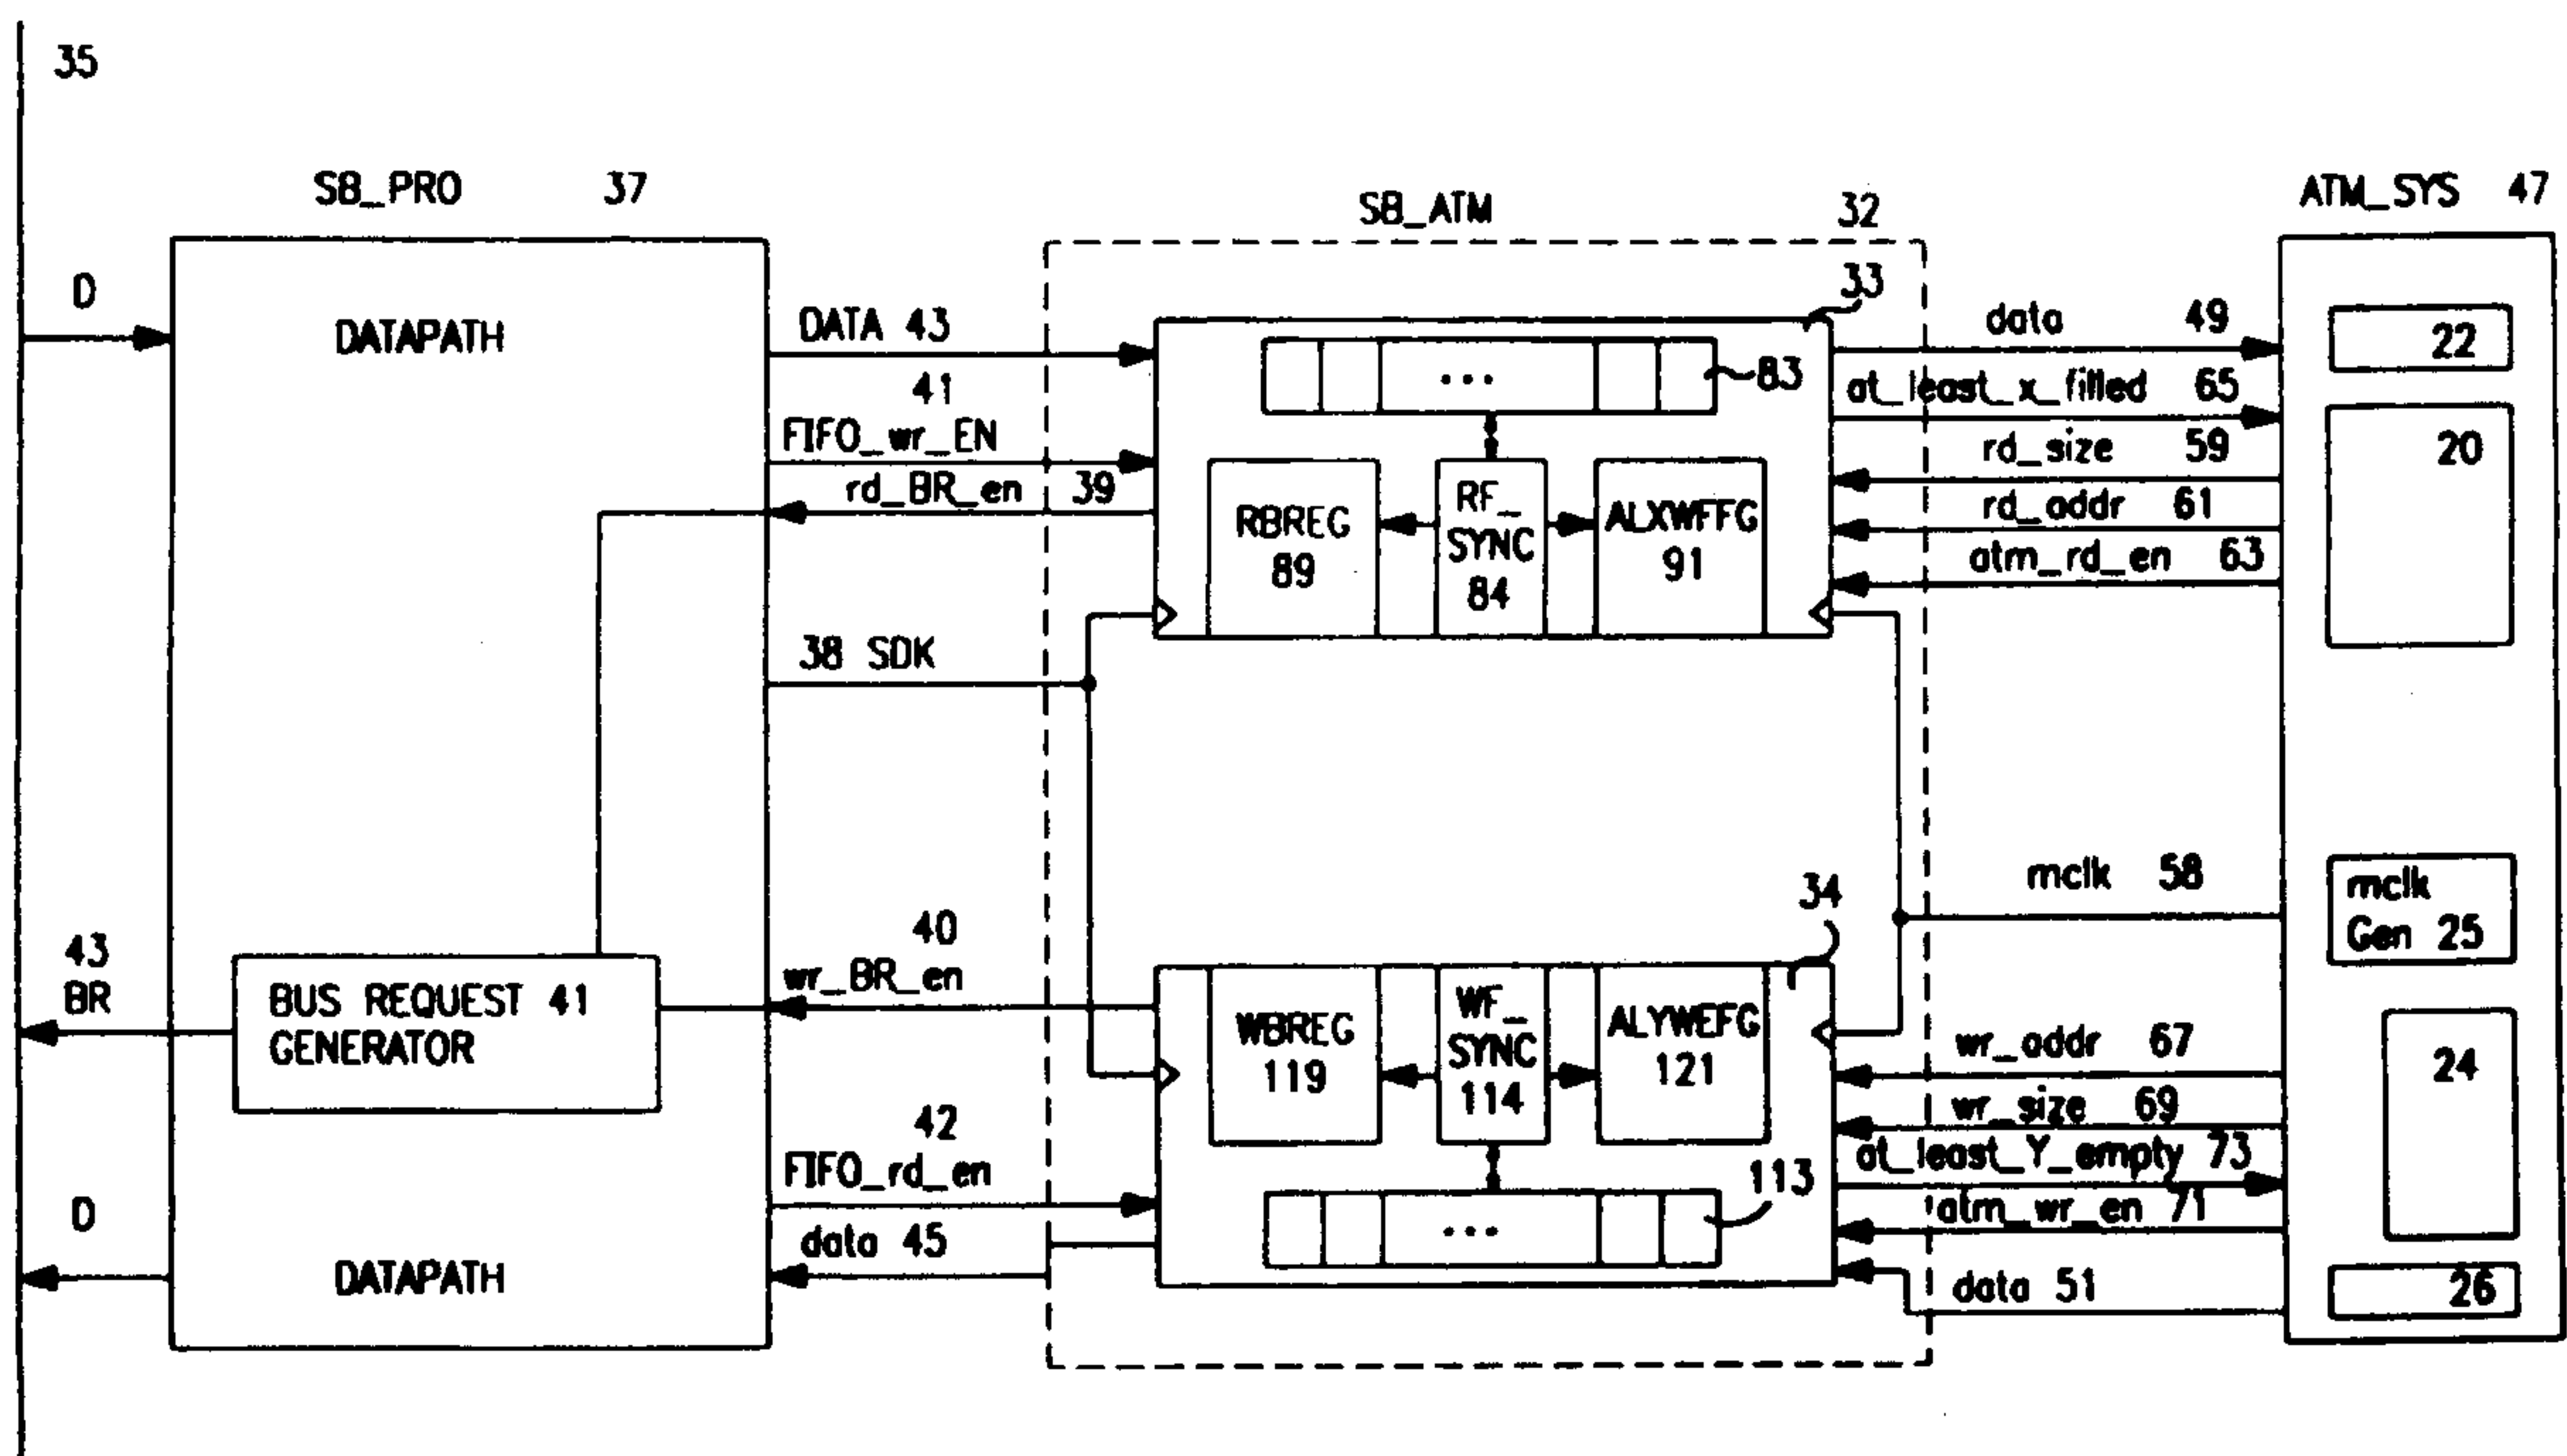 35
SB_PRO 37
SB_ATM 32
ATM_SYS 47
D
DATAPATH
DATA 43
41
FIFO_wr_EN
rd_BR_en 39
38 SDK
33
...
83
RBREG
89
RF_
SYNC
84
ALXWFFG
91
data 49
at_least_x_filled 65
rd_size 59
rd_addr 61
atm_rd_en 63
22
20
mclk 58
mclk
Gen 25
43
BR
BUS REQUEST 41
GENERATOR
40
wr_BR_en
42
FIFO_rd_en
data 45
D
DATAPATH
34
WBREG
119
WF_
SYNC
114
ALYWEFG
121
...
113
wr_addr 67
wr_size 69
at_least_Y_empty 73
atm_wr_en 71
data 51
24
26